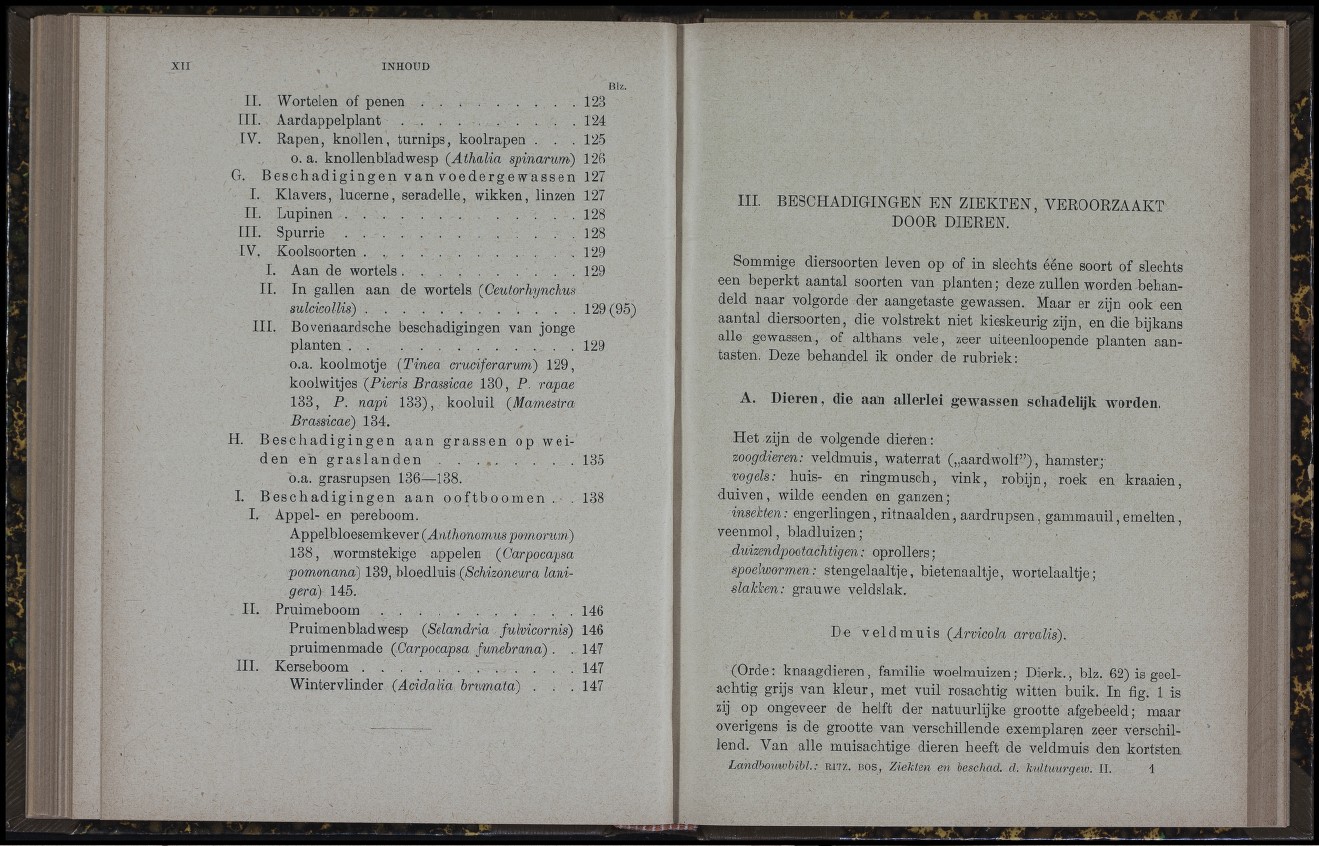 XII INHOUD
Blz.
II. Wortelen of penen . . . . . . . . . 123
III. Aardappelplant . . . . . . . . . . 124
IV. Rapen, knollen, turnips, koolrapen . . . 125
o. a. knollenbladwesp (Athalia spinarum) 126
G. Beschadigingen van voedergewassen 127
I. Klavers, lucerne, seradelle, wikken, linzen 127
II. Lupinen . . . . . . . . . . . . . 128
III. Spurrie . . . . . . . . . . . . . 128
IV. Koolsoorten . . . . . . . . . . . . 129
I. Aan de wortels . . . . . . . . . . 129
II. In gallen aan de wortels (Ceutorhynchus
sulcicollis) . . . . . . . . . . . . 129 (95)
III. Bovenaardsche beschadigingen van jonge
planten . . . . . . . . . . . . . 129
o.a. koolmotje (Tinea cruciferarum) 129,
koolwitjes (Pieris Brassicae 130, P. rapae
133, P. napi 133), kooluil (Mamestra
Brassicae) 134.
H. Beschadigingen aan grassen op wei-
den en graslanden . . . . . . . . 135
o.a. grasrupsen 136—138.
I. Beschadigingen aan ooftboomen . . 138
I. Appel- en pereboom.
Appelbloesemkever (Anthonomus pomorum)
138, wormstekige appelen (Carpocapsa
pomonana) 139, bloedluis (Schizoneura lani-
gera) 145.
II. Pruimeboom . . . . . . . . . . . 146
Pruimenbladwesp (Selandria fulvicornis) 146
pruimenmade (Carpocapsa funebrana) . . 147
III. Kerseboom . . . . . . . . . . . . 147
Wintervlinder (Acidalia brumata) . . . 147
III. BESCHADIGINGEN EN ZIEKTEN, VEROORZAAKT
DOOR DIEREN.
Sommige diersoorten leven op of in slechts ééne soort of slechts
een beperkt aantal soorten van planten; deze zullen worden behan-
deld naar volgorde der aangetaste gewassen. Maar er zijn ook een
aantal diersoorten, die volstrekt niet kieskeurig zijn, en die bijkans
alle gewassen, of althans vele, zeer uiteenloopende planten aan-
tasten. Deze behandel ik onder de rubriek:
A. Dieren, die aan allerlei gewassen schadelijk worden.
Het zijn de volgende dieren:
zoogdieren: veldmuis, waterrat („aardwolf”), hamster;
vogels: huis- en ringmusch, vink, robijn, roek en kraaien,
duiven, wilde eenden en ganzen;
insekten: engerlingen, ritnaalden, aardrupsen, gammauil, emelten,
veenmol, bladluizen;
duizendpootachtigen: oprollers;
spoelwormen: stengelaaltje, bietenaaltje, wortelaaltje;
slakken: grauwe veldslak.
De veldmuis (Arvicola arvalis).
(Orde: knaagdieren, familie woelmuizen; Dierk., blz. 62) is geel-
achtig grijs van kleur, met vuil rosachtig witten buik. In fig. 1 is
zij op ongeveer de helft der natuurlijke grootte afgebeeld; maar
overigens is de grootte van verschillende exemplaren zeer verschil-
lend. Van alle muisachtige dieren heeft de veldmuis den kortsten
Landbouwbibl.: RITZ. BOS, Ziekten en beschad. d. kultuurgew. II. 1